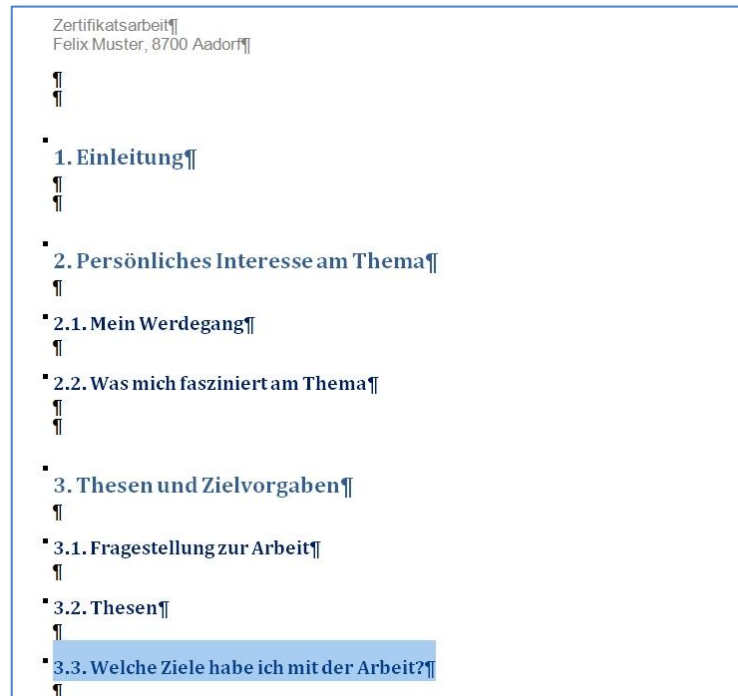 Zertifikatsarbeit¶
Felix Muster, 8700 Aadorf¶
¶
¶
1. Einleitung¶
¶
¶
2. Persönliches Interesse am Thema¶
¶
2.1. Mein Werdegang¶
¶
2.2. Was mich fasziniert am Thema¶
¶
¶
3. Thesen und Zielvorgaben¶
¶
3.1. Fragestellung zur Arbeit¶
¶
3.2. Thesen¶
¶
3.3. Welche Ziele habe ich mit der Arbeit?¶
¶